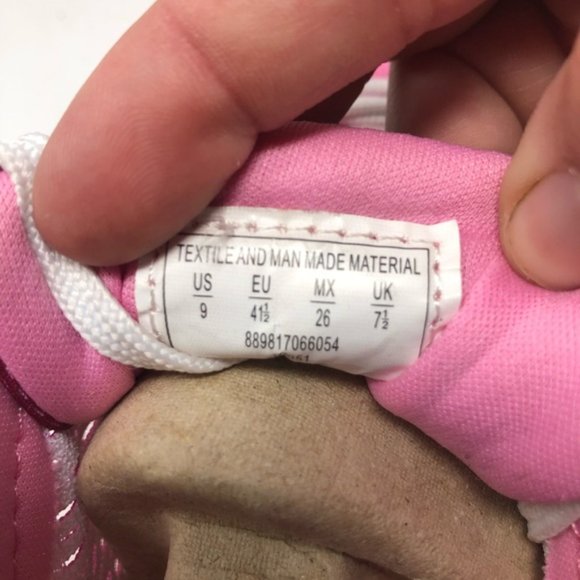 TEXTILE AND MAN MADE MATERIAL
US EU MX UK
9 41½ 26 7½
889817066054